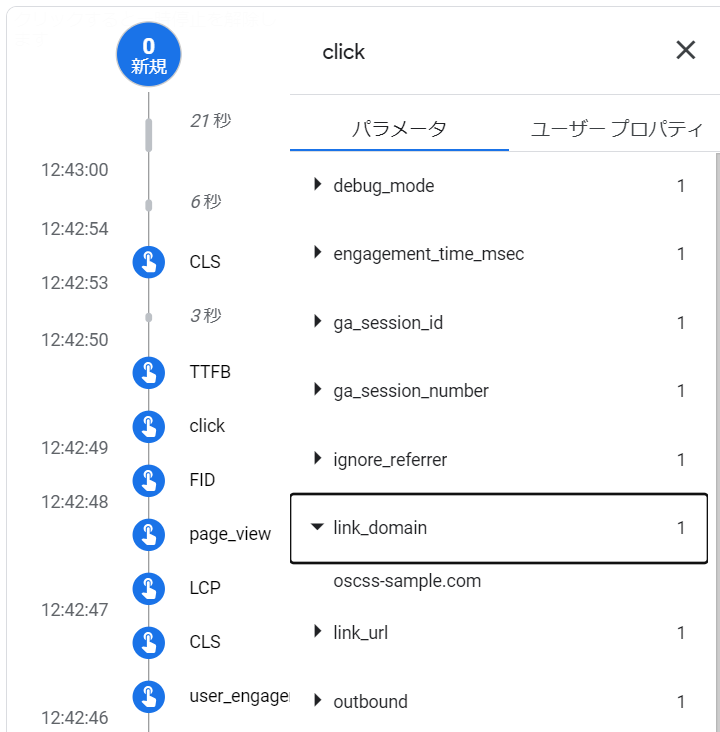 0
新規
21 秒
12:43:00
6 秒
12:42:54
CLS
12:42:53
3 秒
12:42:50
TTFB
click
12:42:49
FID
12:42:48
page_view
LCP
12:42:47
CLS
user_engage
12:42:46
click
パラメータ
ユーザー プロパティ
debug_mode 1
engagement_time_msec 1
ga_session_id 1
ga_session_number 1
ignore_referrer 1
link_domain 1
oscss-sample.com
link_url 1
outbound 1